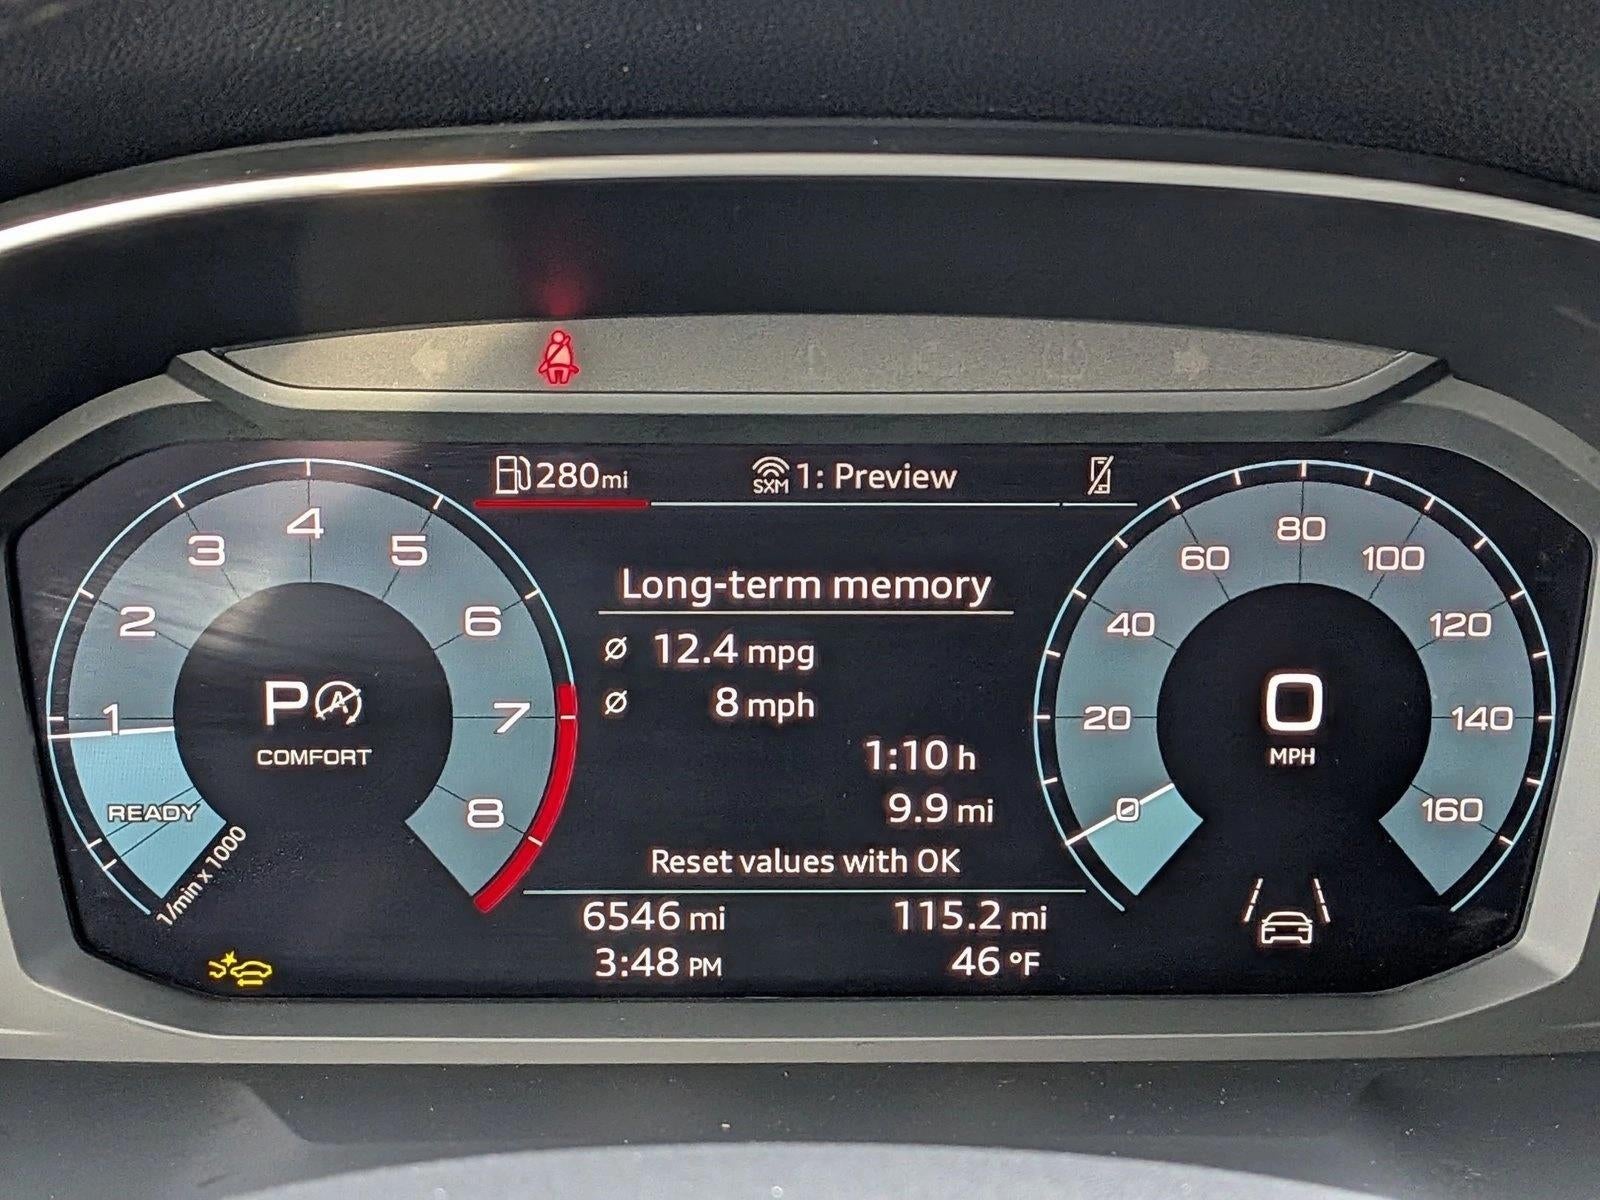 280mi
SXM 1: Preview
1 2 3 4 5 6 7 8
READY
1/min x 1000
P A
COMFORT
Long-term memory
Ø 12.4 mpg
Ø 8 mph
1:10 h
9.9 mi
Reset values with OK
6546 mi 115.2 mi
3:48 PM 46 °F
0 20 40 60 80 100 120 140 160
0
MPH